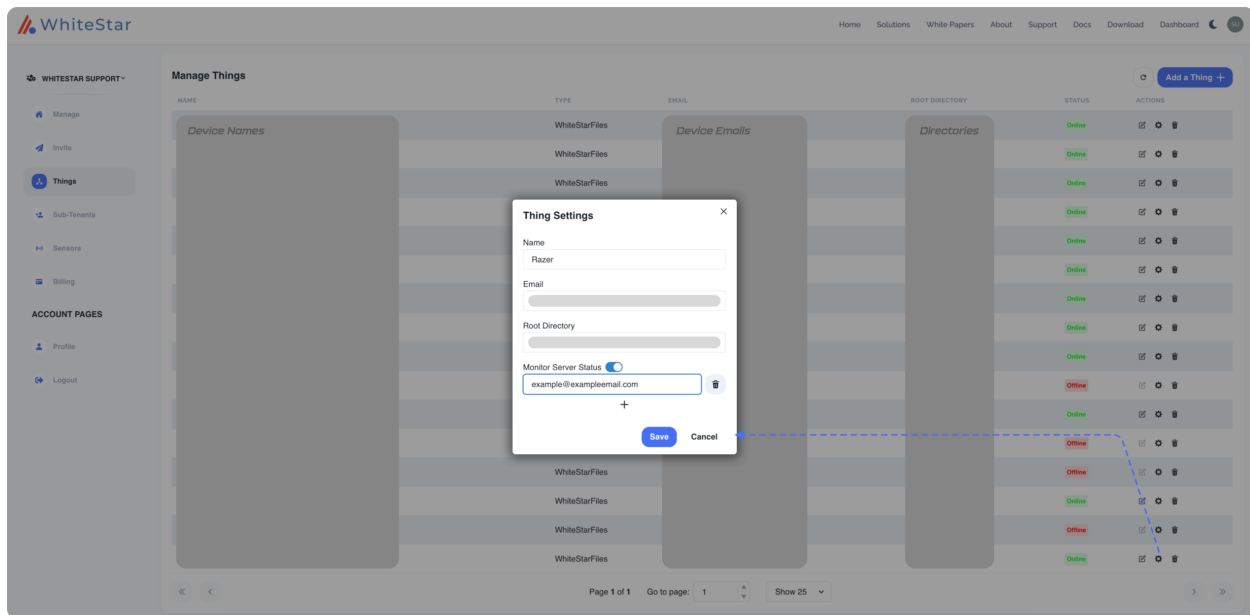 WhiteStar
Home Solutions White Papers About Support Docs Download Dashboard SU
WHITESTAR SUPPORT
Manage
Invite
Things
Sub-Tenants
Sensors
Billing
ACCOUNT PAGES
Profile
Logout
Manage Things
Add a Thing +
NAME TYPE EMAIL ROOT DIRECTORY STATUS ACTIONS
Device Names
Device Emails
Directories
WhiteStarFiles Online
WhiteStarFiles Online
WhiteStarFiles Online
Online
Online
Online
Online
Online
Online
Offline
Online
Offline
WhiteStarFiles Offline
WhiteStarFiles Online
WhiteStarFiles Offline
WhiteStarFiles Online
Thing Settings
Name
Razer
Email
Root Directory
Monitor Server Status
example@exampleemail.com
+
Save Cancel
Page 1 of 1 Go to page: 1 Show 25